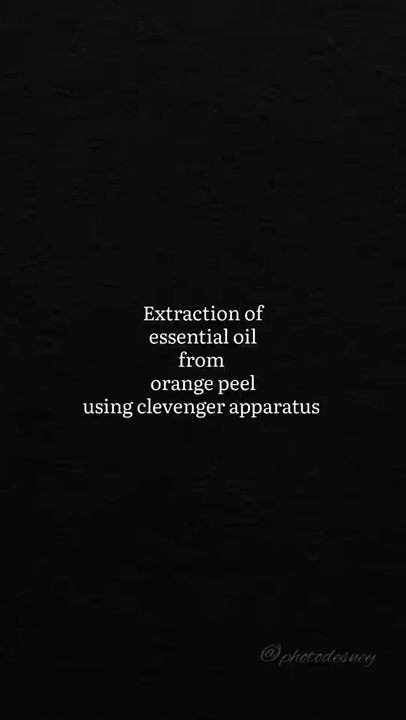 Extraction of
essential oil
from
orange peel
using clevenger apparatus
@photodesney